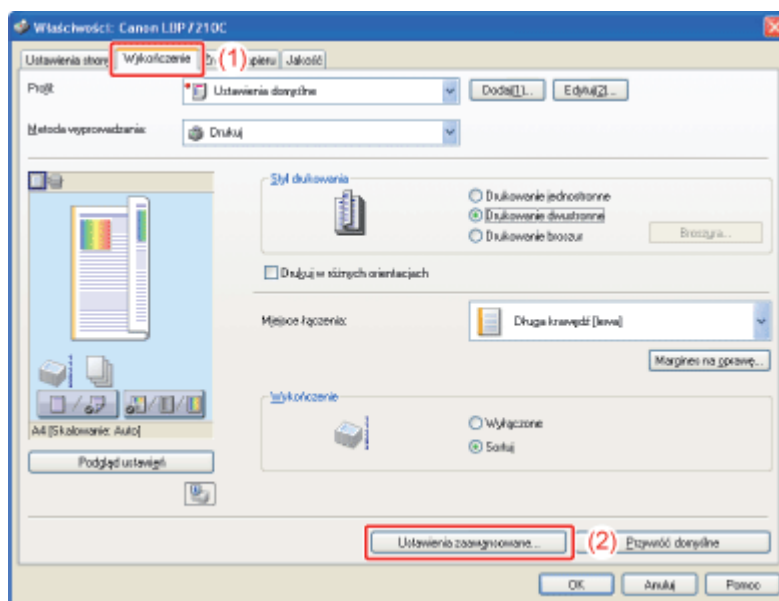 Właściwości: Canon LBP7210C
Ustawienia strony Wykończenie (1) papieru Jakość
Profil: Ustawienia domyślne Dodaj(1)... Edytuj(2)...
Metoda wyprowadzania: Drukuj
Styl drukowania
Drukowanie jednostronne
Drukowanie dwustronne
Drukowanie broszur Broszura...
Drukuj w różnych orientacjach
Miejsce łączenia: Długa krawędź [lewa]
Margines na oprawę...
Wykończenie
Wyłączone
Sortuj
A4 [Skalowanie: Auto]
Podgląd ustawień
Ustawienia zaawansowane... (2) Przywróć domyślne
OK Anuluj Pomoc